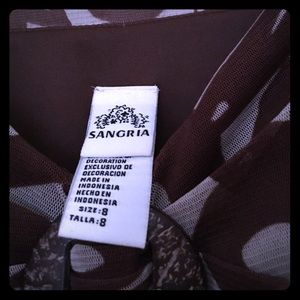 SANGRIA
DECORATION
EXCLUSIVO DE
DECORACION
MADE IN
INDONESIA
HECHO EN
INDONESIA
SIZE: 8
TALLA: 8